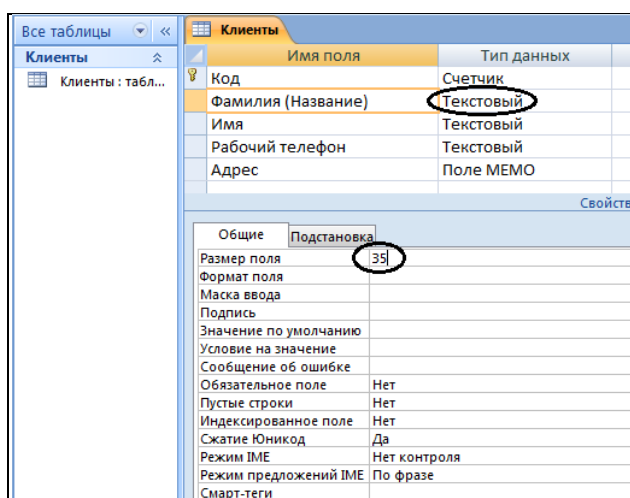 Все таблицы
Клиенты
Клиенты : табл...
Клиенты
Имя поля Тип данных
Код Счетчик
Фамилия (Название) Текстовый
Имя Текстовый
Рабочий телефон Текстовый
Адрес Поле МЕМО
Свойств
Общие Подстановка
Размер поля 35
Формат поля
Маска ввода
Подпись
Значение по умолчанию
Условие на значение
Сообщение об ошибке
Обязательное поле Нет
Пустые строки Нет
Индексированное поле Нет
Сжатие Юникод Да
Режим IME Нет контроля
Режим предложений IME По фразе
Смарт-теги